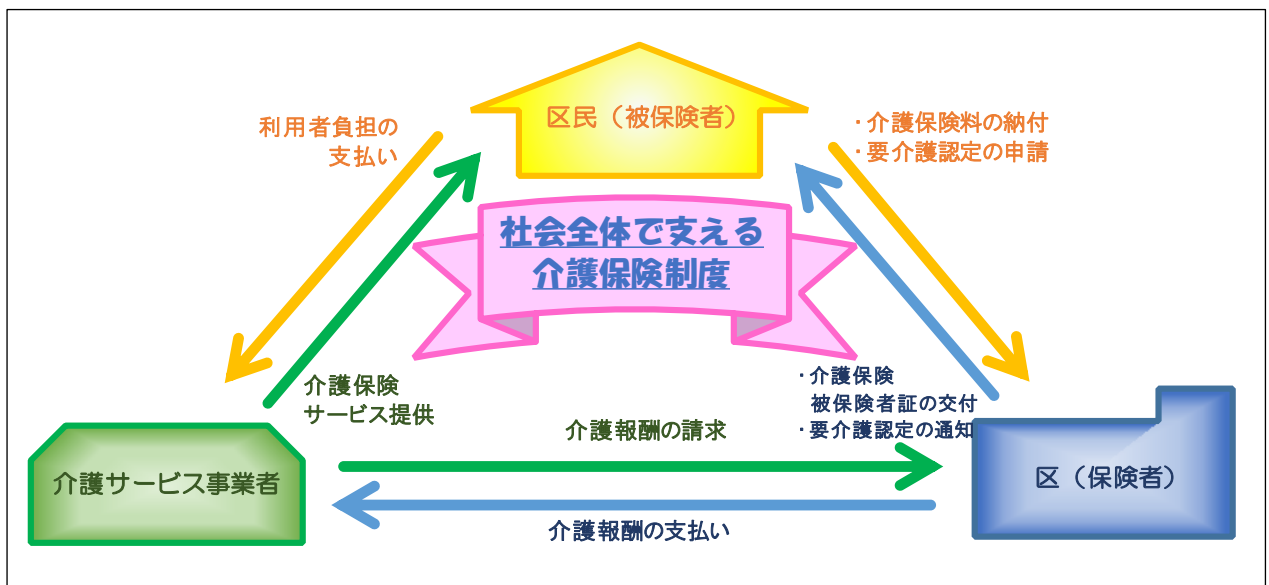 区民（被保険者）
利用者負担の
支払い
・介護保険料の納付
・要介護認定の申請
社会全体で支える
介護保険制度
介護保険
サービス提供
・介護保険
被保険者証の交付
・要介護認定の通知
介護報酬の請求
介護サービス事業者
区（保険者）
介護報酬の支払い